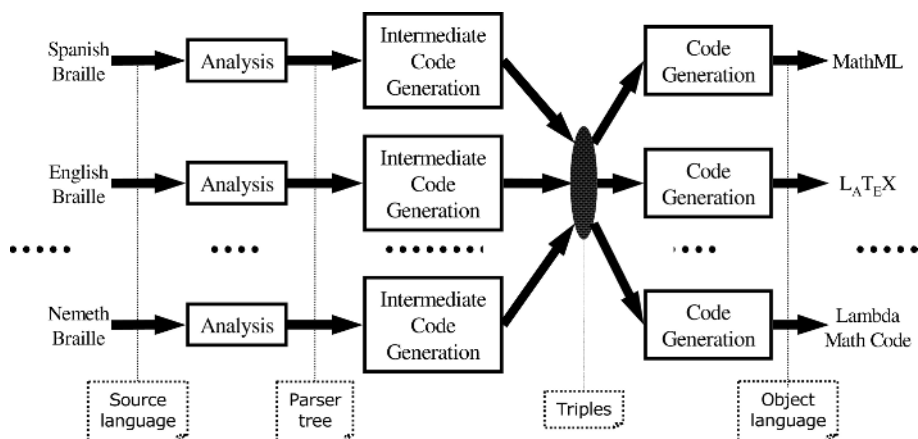 Spanish
Braille
Analysis
Intermediate
Code
Generation
Code
Generation
MathML
English
Braille
Analysis
Intermediate
Code
Generation
Code
Generation
LATEX
Nemeth
Braille
Analysis
Intermediate
Code
Generation
Code
Generation
Lambda
Math Code
Source
language
Parser
tree
Triples
Object
language